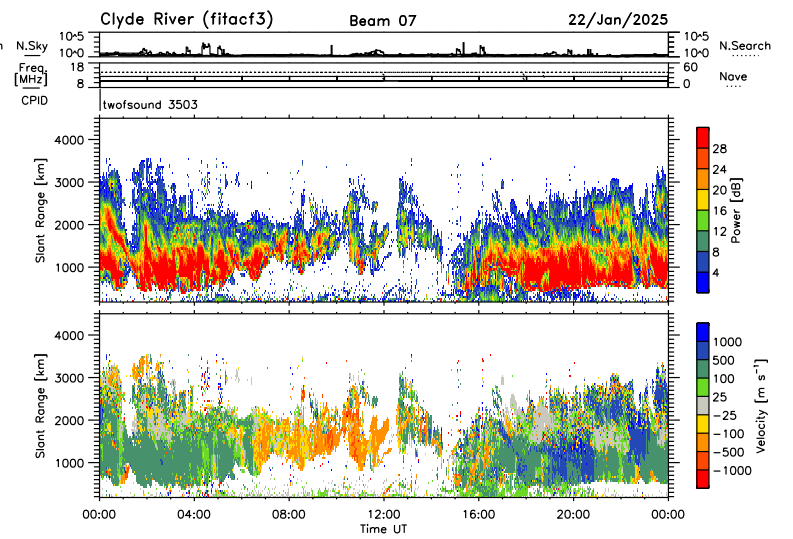 Clyde River (fitacf3) Beam 07 22/Jan/2025
n N.Sky 10^5 10^0 10^5 10^0 N.Search
Freq. [MHz] 18 8 60 0 Nave
CPID twofsound 3503
Slant Range [km] 4000 3000 2000 1000
28 24 20 16 12 8 4 Power [dB]
Slant Range [km] 4000 3000 2000 1000
1000 500 100 25 −25 −100 −500 −1000 Velocity [m s⁻¹]
00:00 04:00 08:00 12:00 16:00 20:00 00:00
Time UT